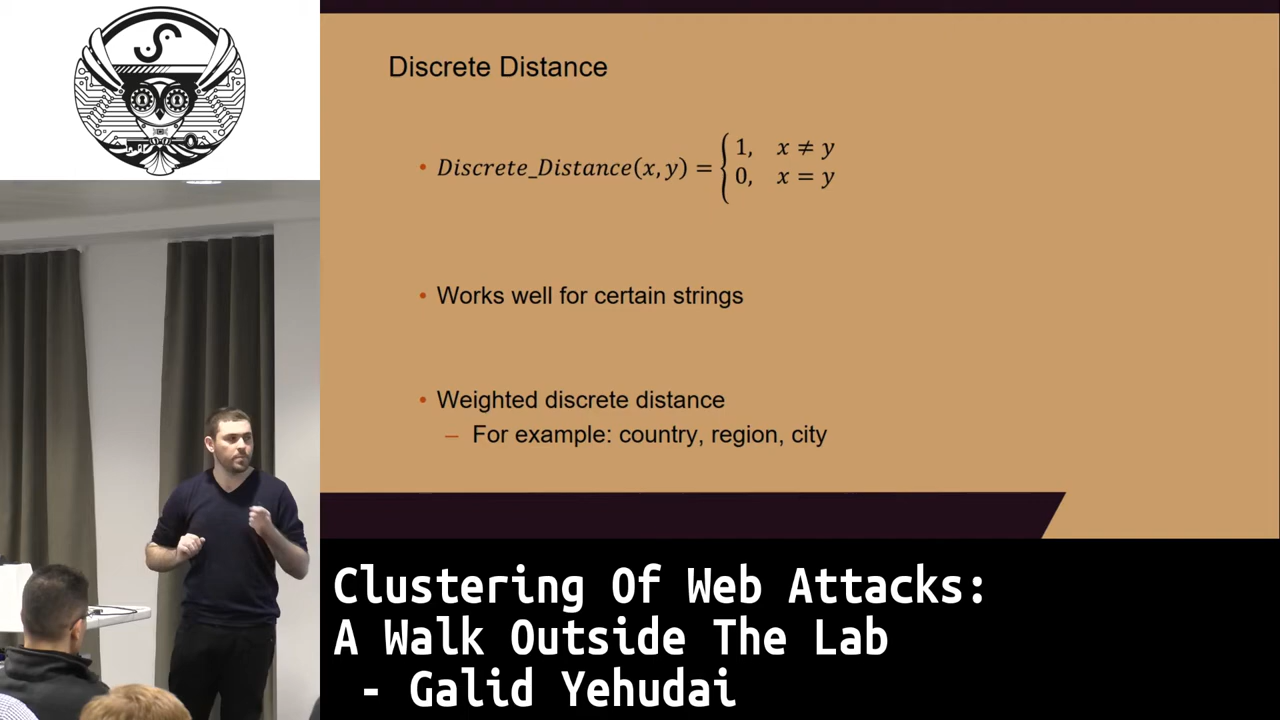 Discrete Distance
• Discrete_Distance(x, y) = { 1, x ≠ y
0, x = y
• Works well for certain strings
• Weighted discrete distance
– For example: country, region, city
Clustering Of Web Attacks:
A Walk Outside The Lab
- Galid Yehudai